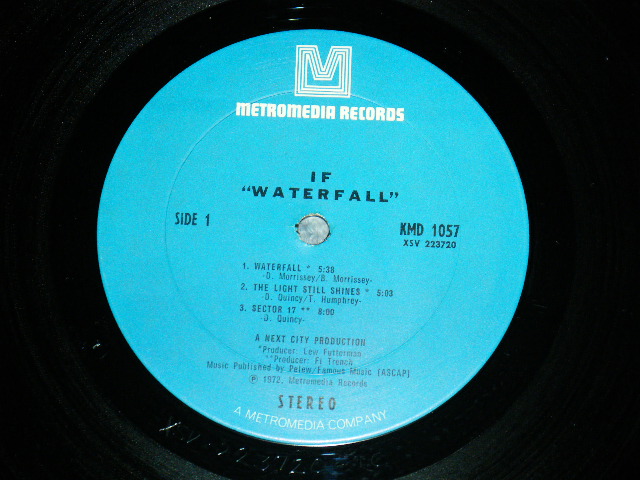 M
METROMEDIA RECORDS
IF
"WATERFALL"
SIDE 1
KMD 1057
XSV 223720
1. WATERFALL * 5:38
-D. Morrissey/B. Morrissey-
2. THE LIGHT STILL SHINES * 5:03
-D. Quincy/T. Humphrey-
3. SECTOR 17 ** 8:00
-D. Quincy-
A NEXT CITY PRODUCTION
*Producer: Lew Futterman
**Producer: Fi Trench
Music Published by Pelew/Famous Music (ASCAP)
Ⓟ 1972, Metromedia Records
STEREO
A METROMEDIA COMPANY